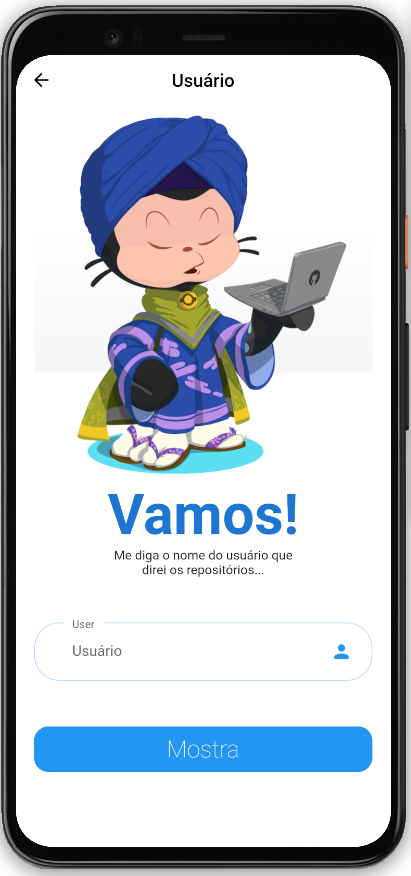 Usuário
Vamos!
Me diga o nome do usuário que
direi os repositórios...
User
Usuário
Mostra